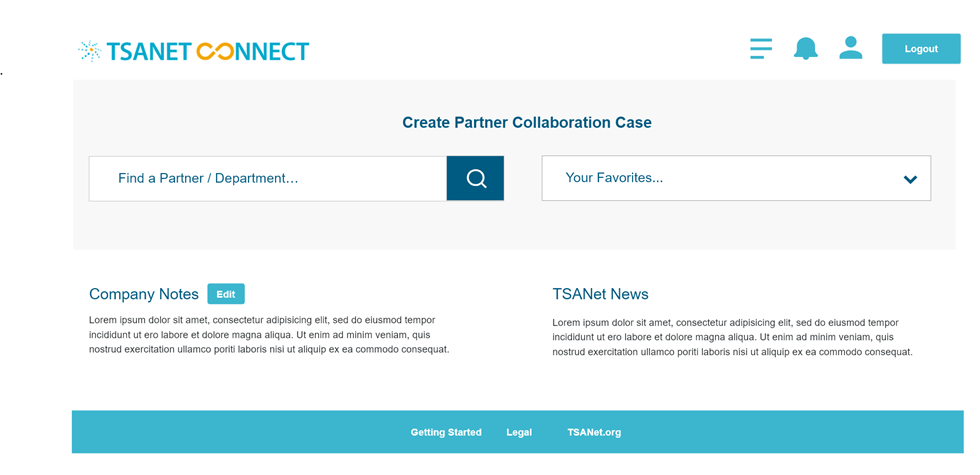 TSANET CONNECT
Logout
Create Partner Collaboration Case
Find a Partner / Department...
Your Favorites...
Company Notes
Edit
Lorem ipsum dolor sit amet, consectetur adipisicing elit, sed do eiusmod tempor
incididunt ut ero labore et dolore magna aliqua. Ut enim ad minim veniam, quis
nostrud exercitation ullamco poriti laboris nisi ut aliquip ex ea commodo consequat.
TSANet News
Lorem ipsum dolor sit amet, consectetur adipisicing elit, sed do eiusmod tempor
incididunt ut ero labore et dolore magna aliqua. Ut enim ad minim veniam, quis
nostrud exercitation ullamco poriti laboris nisi ut aliquip ex ea commodo consequat.
Getting Started Legal TSANet.org